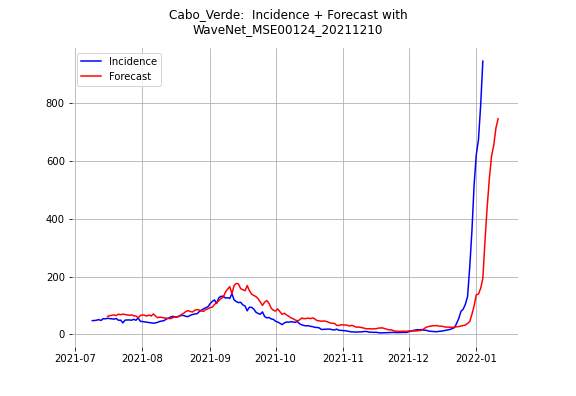 Cabo_Verde:  Incidence + Forecast with
WaveNet_MSE00124_20211210
Incidence
Forecast
800
600
400
200
0
2021-07 2021-08 2021-09 2021-10 2021-11 2021-12 2022-01